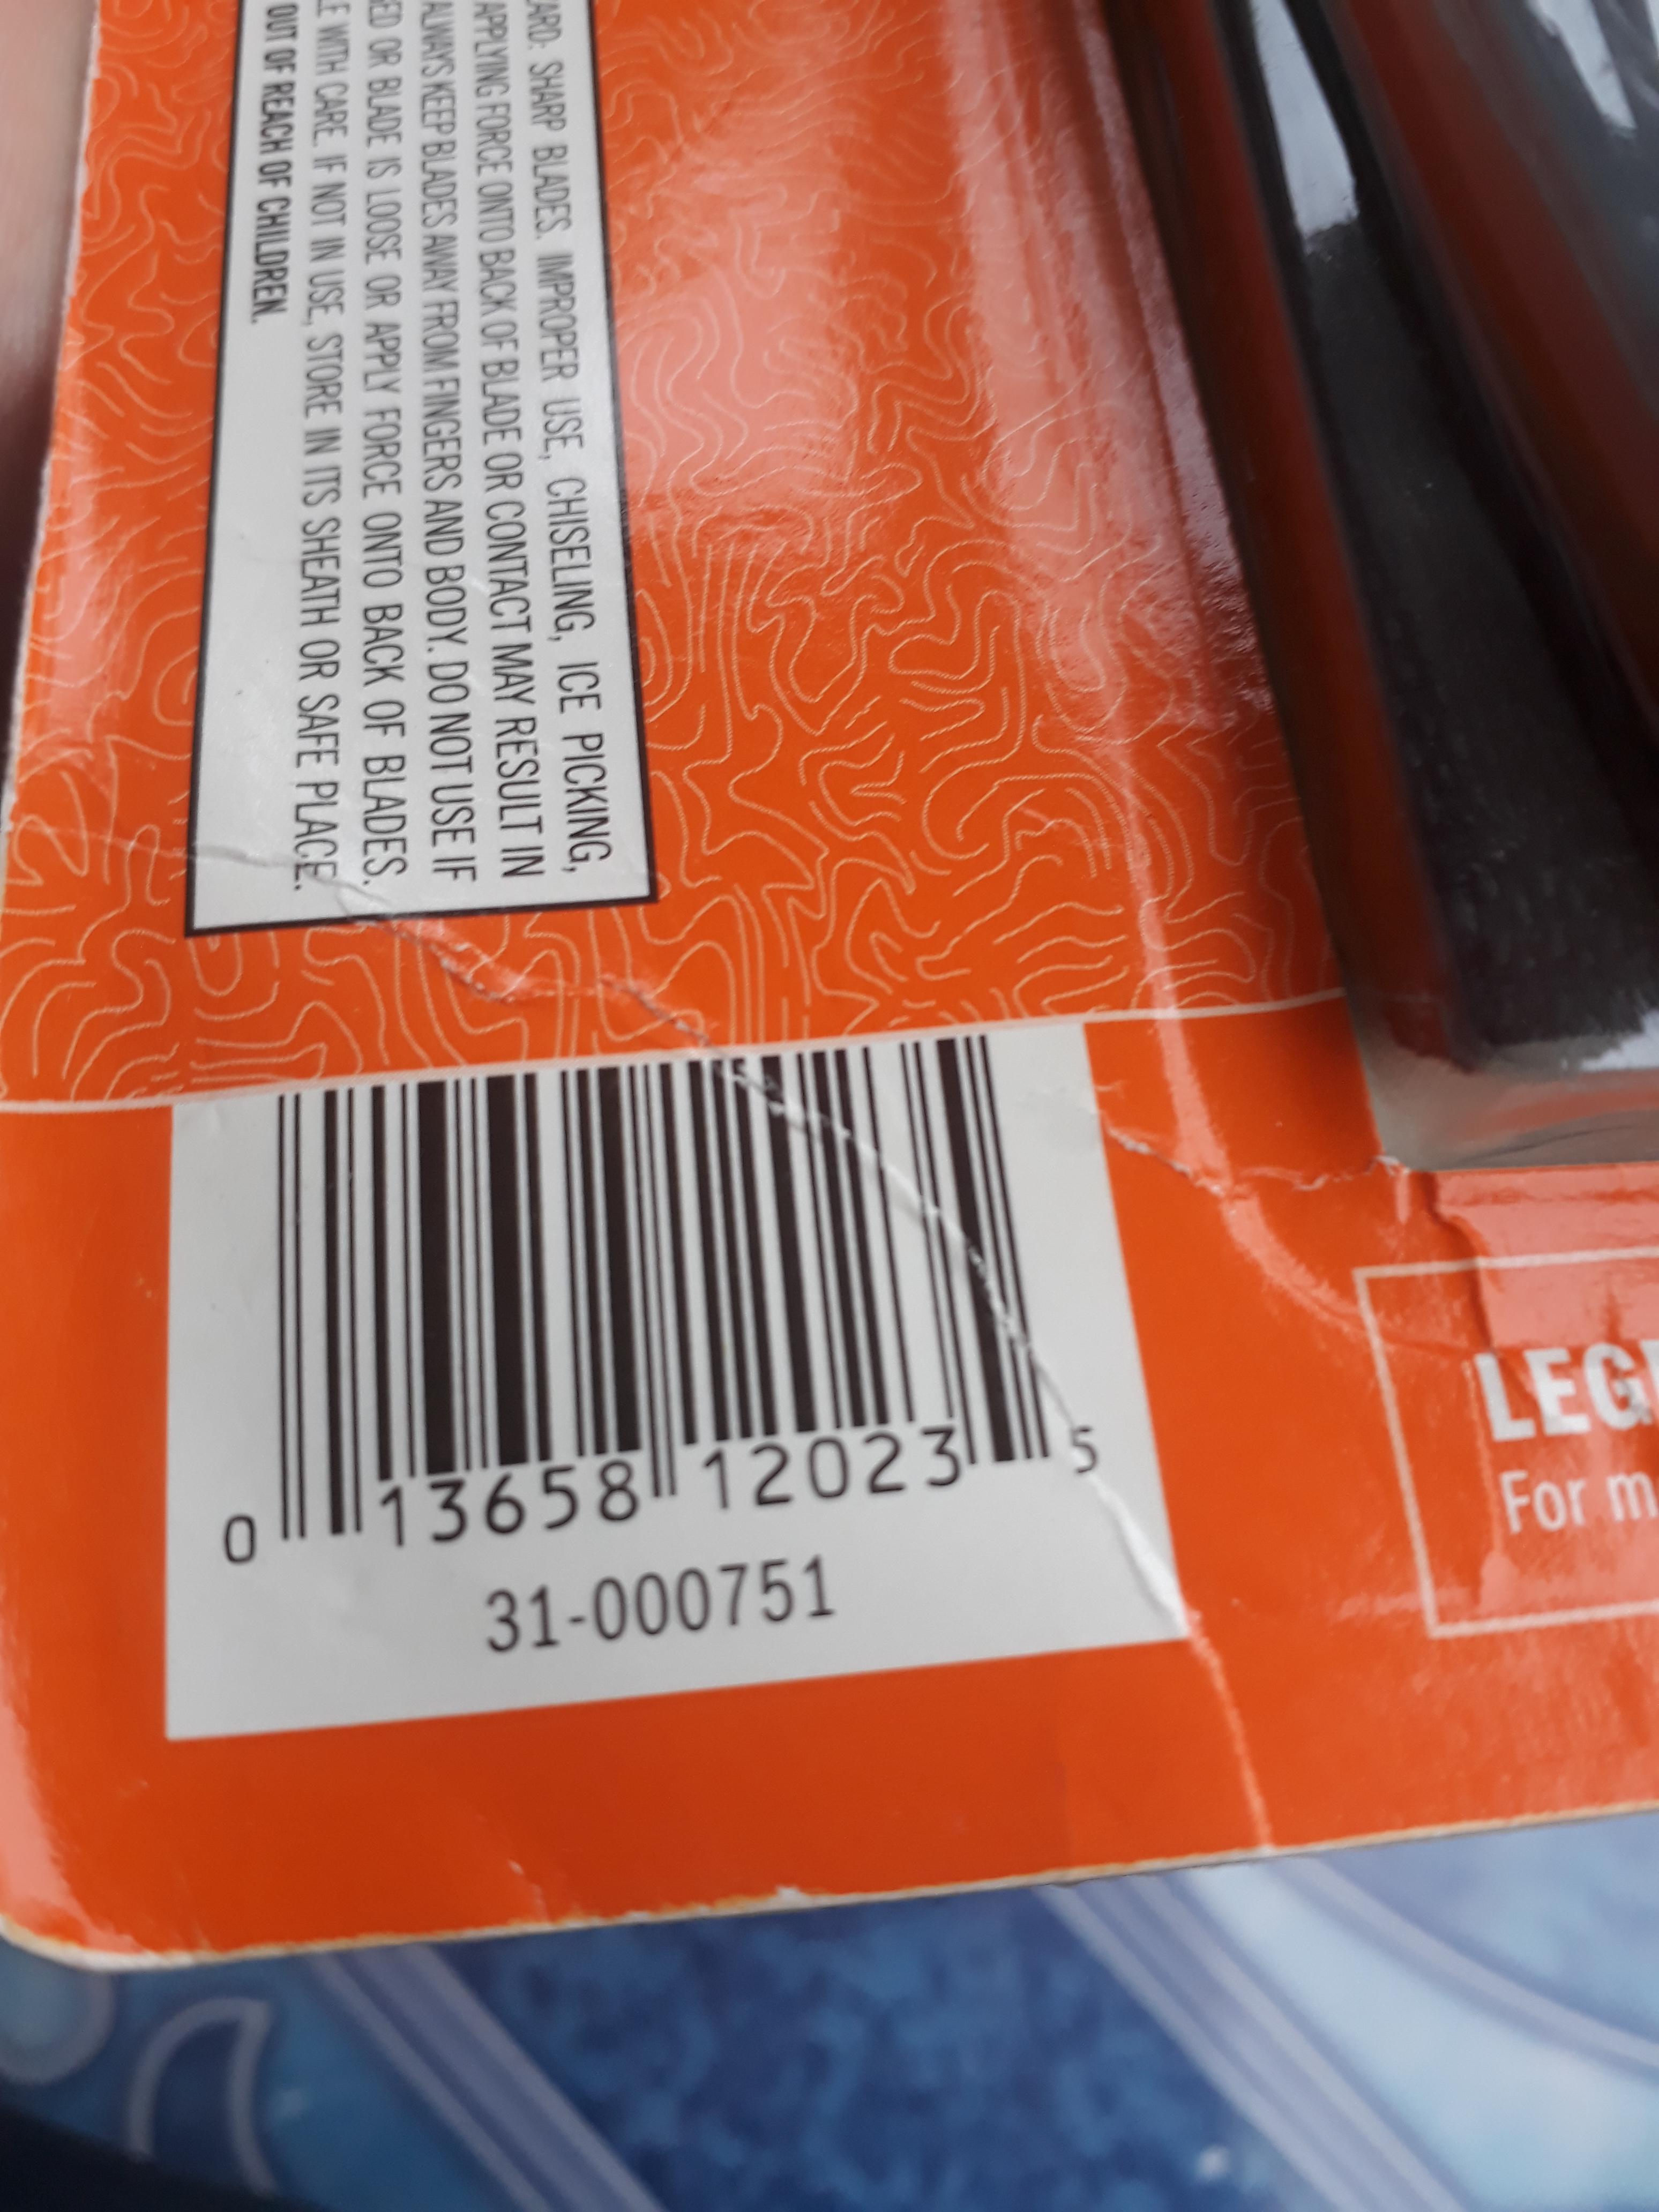 ARD: SHARP BLADES. IMPROPER USE, CHISELING, ICE PICKING,
APPLYING FORCE ONTO BACK OF BLADE OR CONTACT MAY RESULT IN
ALWAYS KEEP BLADES AWAY FROM FINGERS AND BODY. DO NOT USE IF
ED OR BLADE IS LOOSE OR APPLY FORCE ONTO BACK OF BLADES.
LE WITH CARE. IF NOT IN USE, STORE IN ITS SHEATH OR SAFE PLACE.
OUT OF REACH OF CHILDREN.
0 13658 12023 5
31-000751
LEG
For m